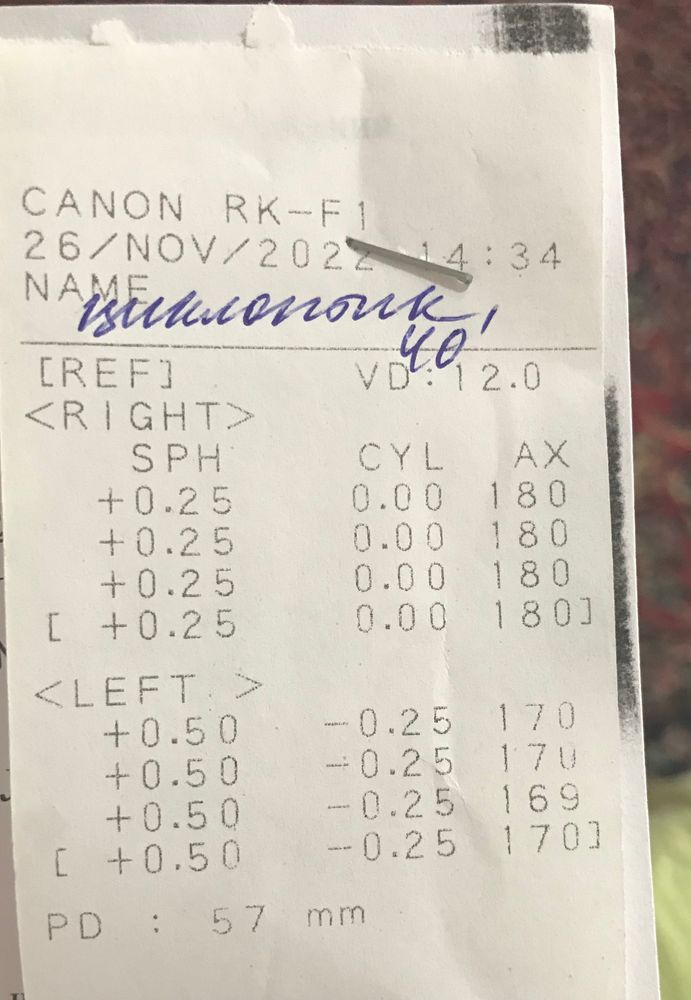 CANON RK-F1
26/NOV/2022 14:34
NAME
циклопогик
40'
[REF] VD:12.0
<RIGHT>
SPH CYL AX
+0.25 0.00 180
+0.25 0.00 180
+0.25 0.00 180
[ +0.25 0.00 180]
<LEFT >
+0.50 -0.25 170
+0.50 -0.25 170
+0.50 -0.25 169
[ +0.50 -0.25 170]
PD : 57 mm